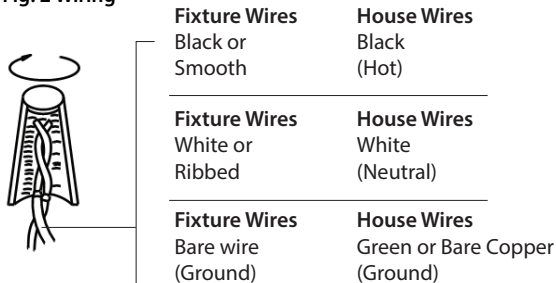 Fig. 2 Wiring
Fixture Wires House Wires
Black or Black
Smooth (Hot)
Fixture Wires House Wires
White or White
Ribbed (Neutral)
Fixture Wires House Wires
Bare wire Green or Bare Copper
(Ground) (Ground)